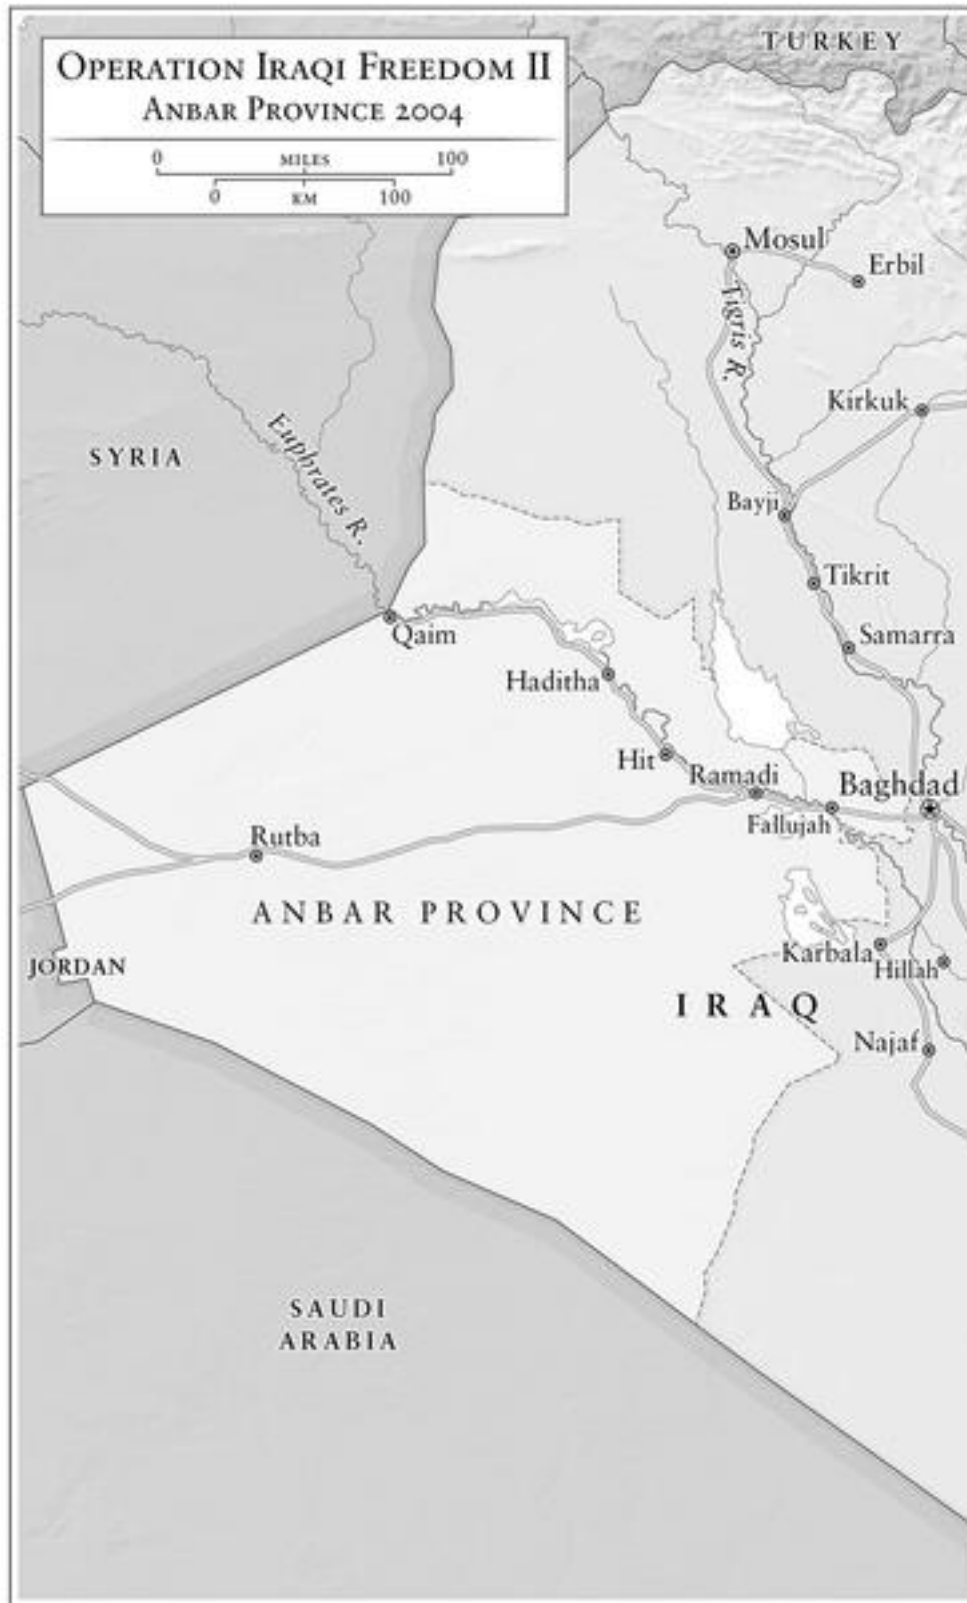 OPERATION IRAQI FREEDOM II
ANBAR PROVINCE 2004
0 MILES 100
0 KM 100
TURKEY
Mosul
Erbil
Tigris R.
Kirkuk
SYRIA
Euphrates R.
Bayji
Tikrit
Qaim
Samarra
Haditha
Hit
Ramadi
Baghdad
Fallujah
Rutba
ANBAR PROVINCE
Karbala
Hillah
JORDAN
IRAQ
Najaf
SAUDI
ARABIA